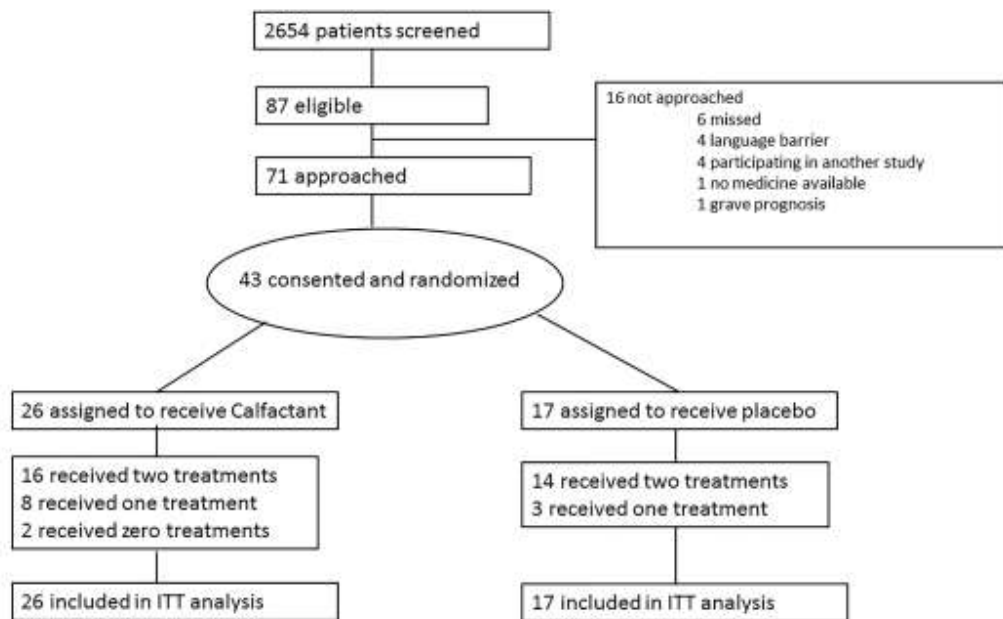 2654 patients screened
87 eligible
16 not approached
6 missed
4 language barrier
4 participating in another study
1 no medicine available
1 grave prognosis
71 approached
43 consented and randomized
26 assigned to receive Calfactant
17 assigned to receive placebo
16 received two treatments
8 received one treatment
2 received zero treatments
14 received two treatments
3 received one treatment
26 included in ITT analysis
17 included in ITT analysis